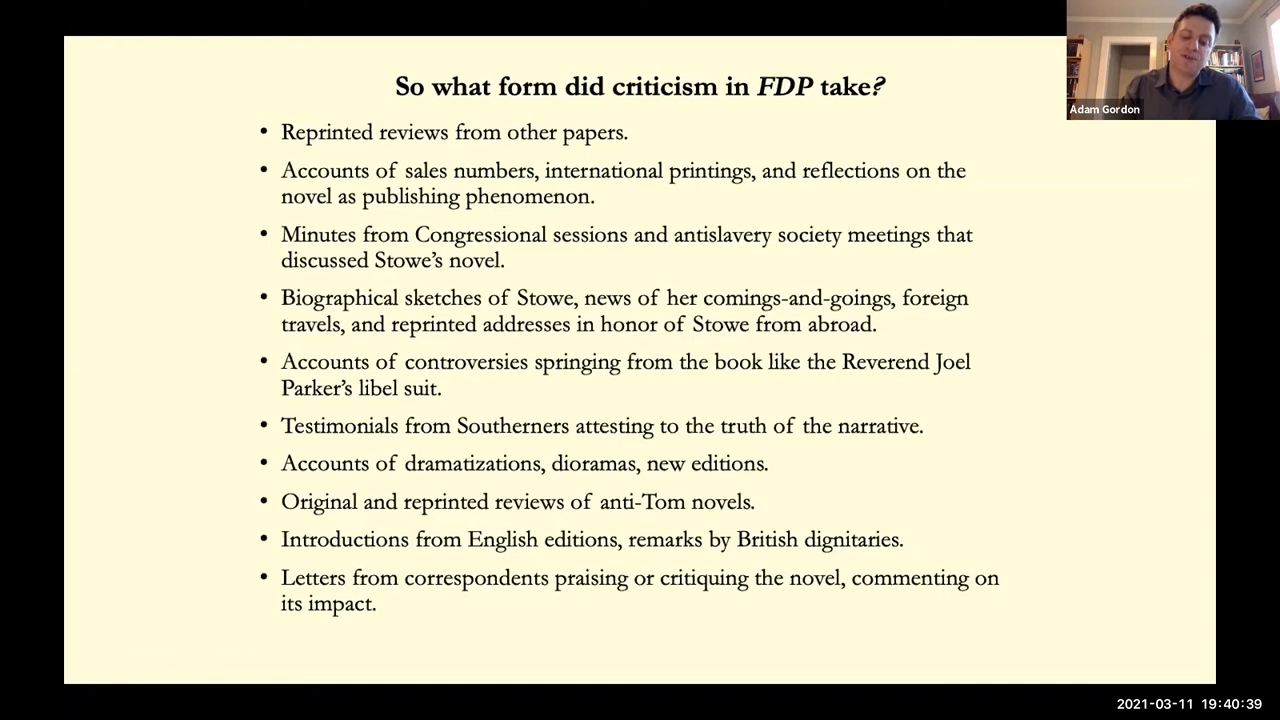 So what form did criticism in FDP take?
• Reprinted reviews from other papers.
• Accounts of sales numbers, international printings, and reflections on the
novel as publishing phenomenon.
• Minutes from Congressional sessions and antislavery society meetings that
discussed Stowe's novel.
• Biographical sketches of Stowe, news of her comings-and-goings, foreign
travels, and reprinted addresses in honor of Stowe from abroad.
• Accounts of controversies springing from the book like the Reverend Joel
Parker's libel suit.
• Testimonials from Southerners attesting to the truth of the narrative.
• Accounts of dramatizations, dioramas, new editions.
• Original and reprinted reviews of anti-Tom novels.
• Introductions from English editions, remarks by British dignitaries.
• Letters from correspondents praising or critiquing the novel, commenting on
its impact.
Adam Gordon
2021-03-11 19:40:39